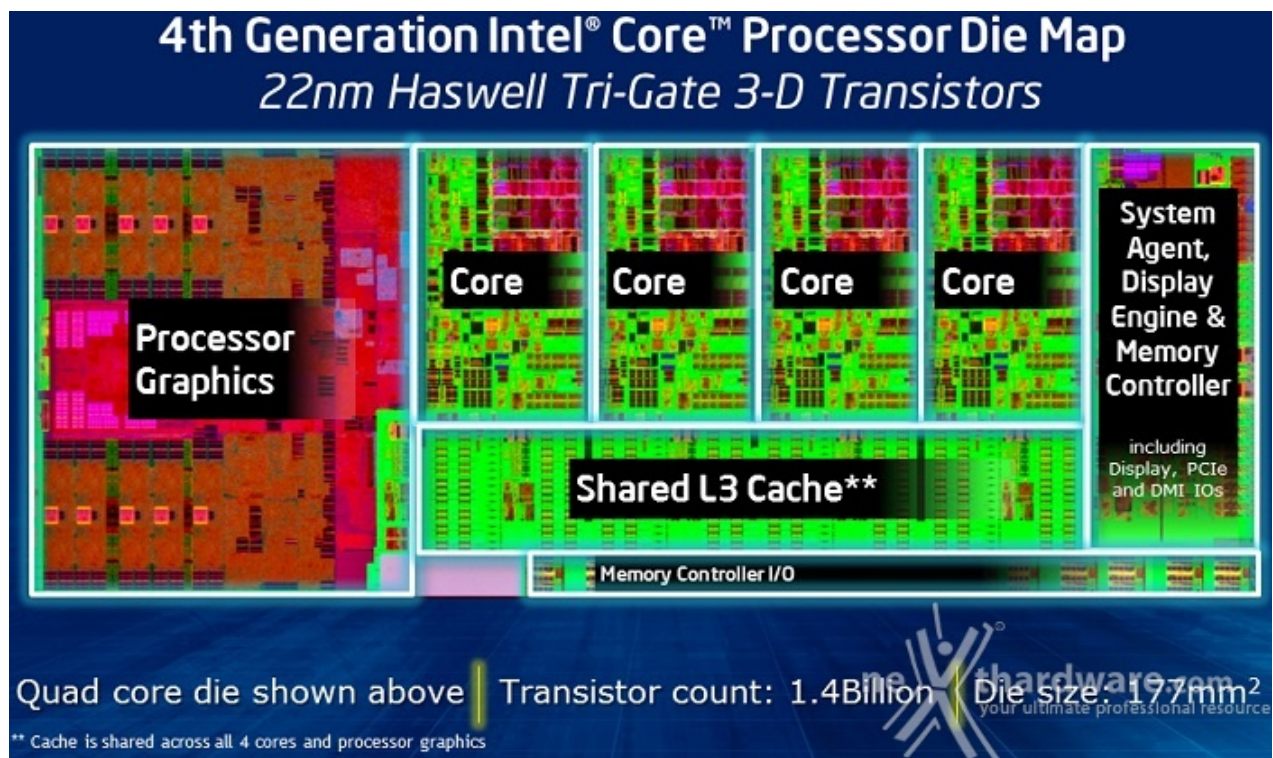 4th Generation Intel® Core™ Processor Die Map
22nm Haswell Tri-Gate 3-D Transistors
Processor
Graphics
Core
Core
Core
Core
System
Agent,
Display
Engine &
Memory
Controller
including
Display, PCIe
and DMI IOs
Shared L3 Cache**
Memory Controller I/O
Quad core die shown above
Transistor count: 1.4Billion
Die size: 177mm²
** Cache is shared across all 4 cores and processor graphics
nexthardware.com
your ultimate professional resource